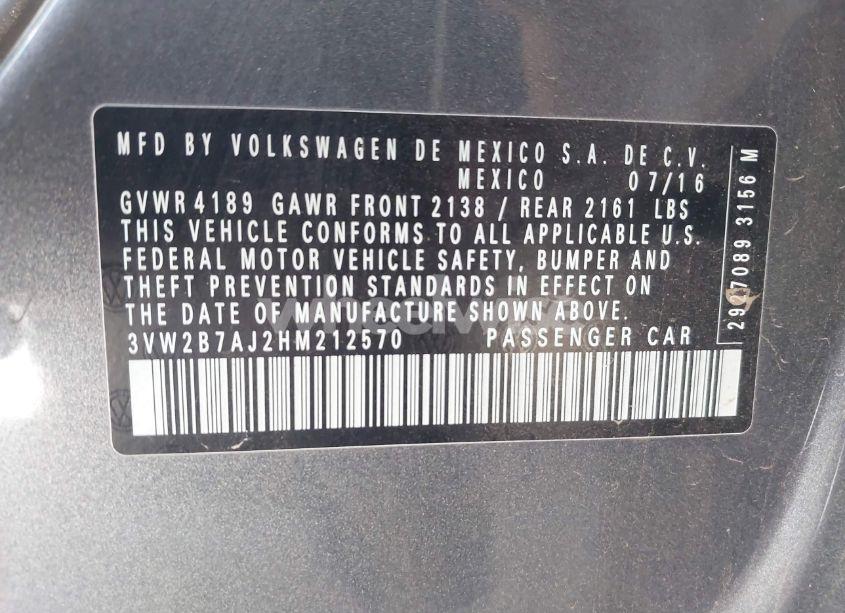 MFD BY VOLKSWAGEN DE MEXICO S.A. DE C.V.
MEXICO 07/16
GVWR 4189 GAWR FRONT 2138 / REAR 2161 LBS
THIS VEHICLE CONFORMS TO ALL APPLICABLE U.S.
FEDERAL MOTOR VEHICLE SAFETY, BUMPER AND
THEFT PREVENTION STANDARDS IN EFFECT ON
THE DATE OF MANUFACTURE SHOWN ABOVE.
3VW2B7AJ2HM212570 PASSENGER CAR
2927089 3156 M